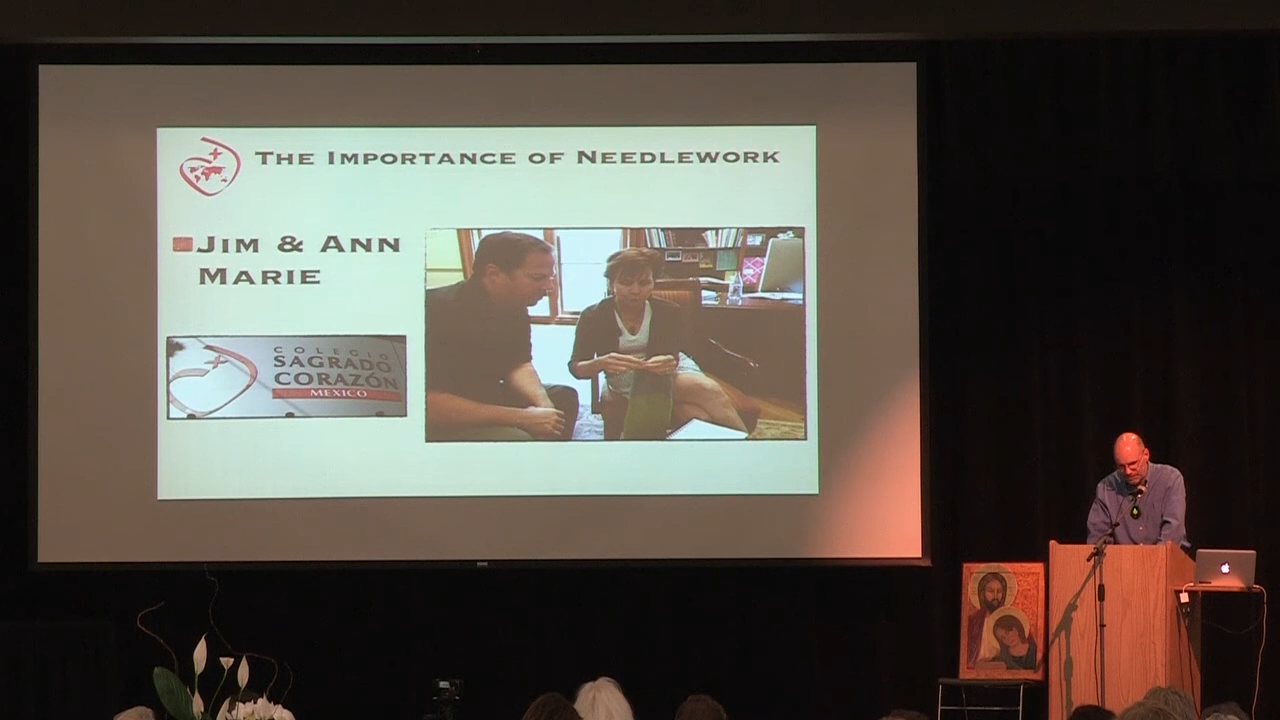 THE IMPORTANCE OF NEEDLEWORK
JIM & ANN
MARIE
COLEGIO
SAGRADO
CORAZÓN
MEXICO